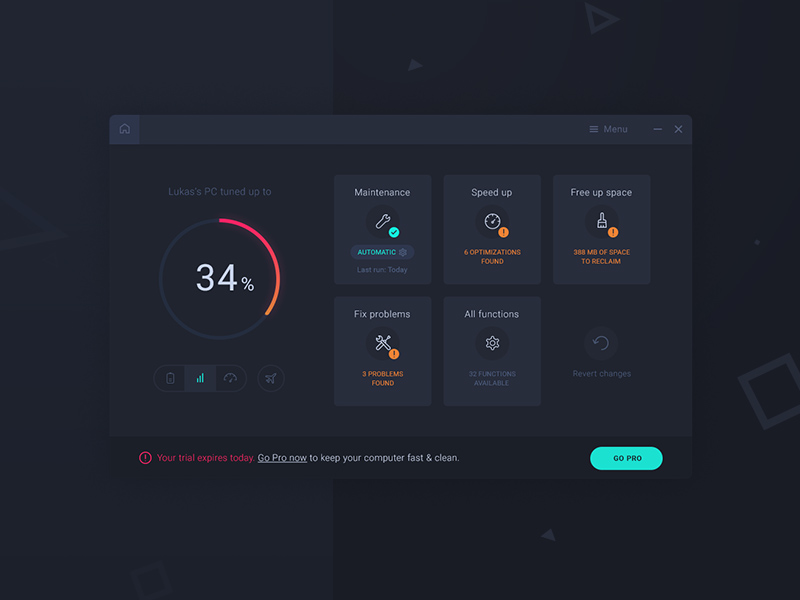 Menu
Lukas's PC tuned up to
34%
Maintenance
AUTOMATIC
Last run: Today
Speed up
6 OPTIMIZATIONS
FOUND
Free up space
388 MB OF SPACE
TO RECLAIM
Fix problems
3 PROBLEMS
FOUND
All functions
32 FUNCTIONS
AVAILABLE
Revert changes
Your trial expires today. Go Pro now to keep your computer fast & clean.
GO PRO